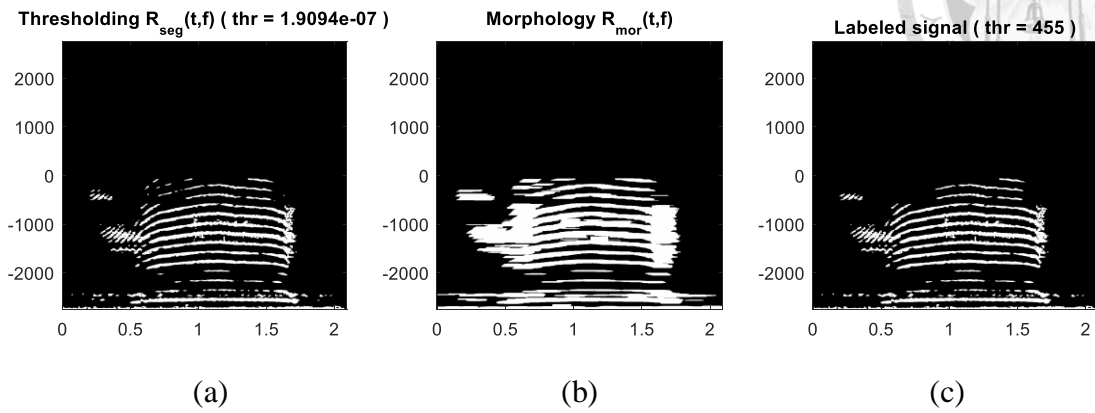 Thresholding R_seg(t,f) ( thr = 1.9094e-07 )
Morphology R_mor(t,f)
Labeled signal ( thr = 455 )
2000
1000
0
-1000
-2000
0 0.5 1 1.5 2
2000
1000
0
-1000
-2000
0 0.5 1 1.5 2
2000
1000
0
-1000
-2000
0 0.5 1 1.5 2
(a) (b) (c)